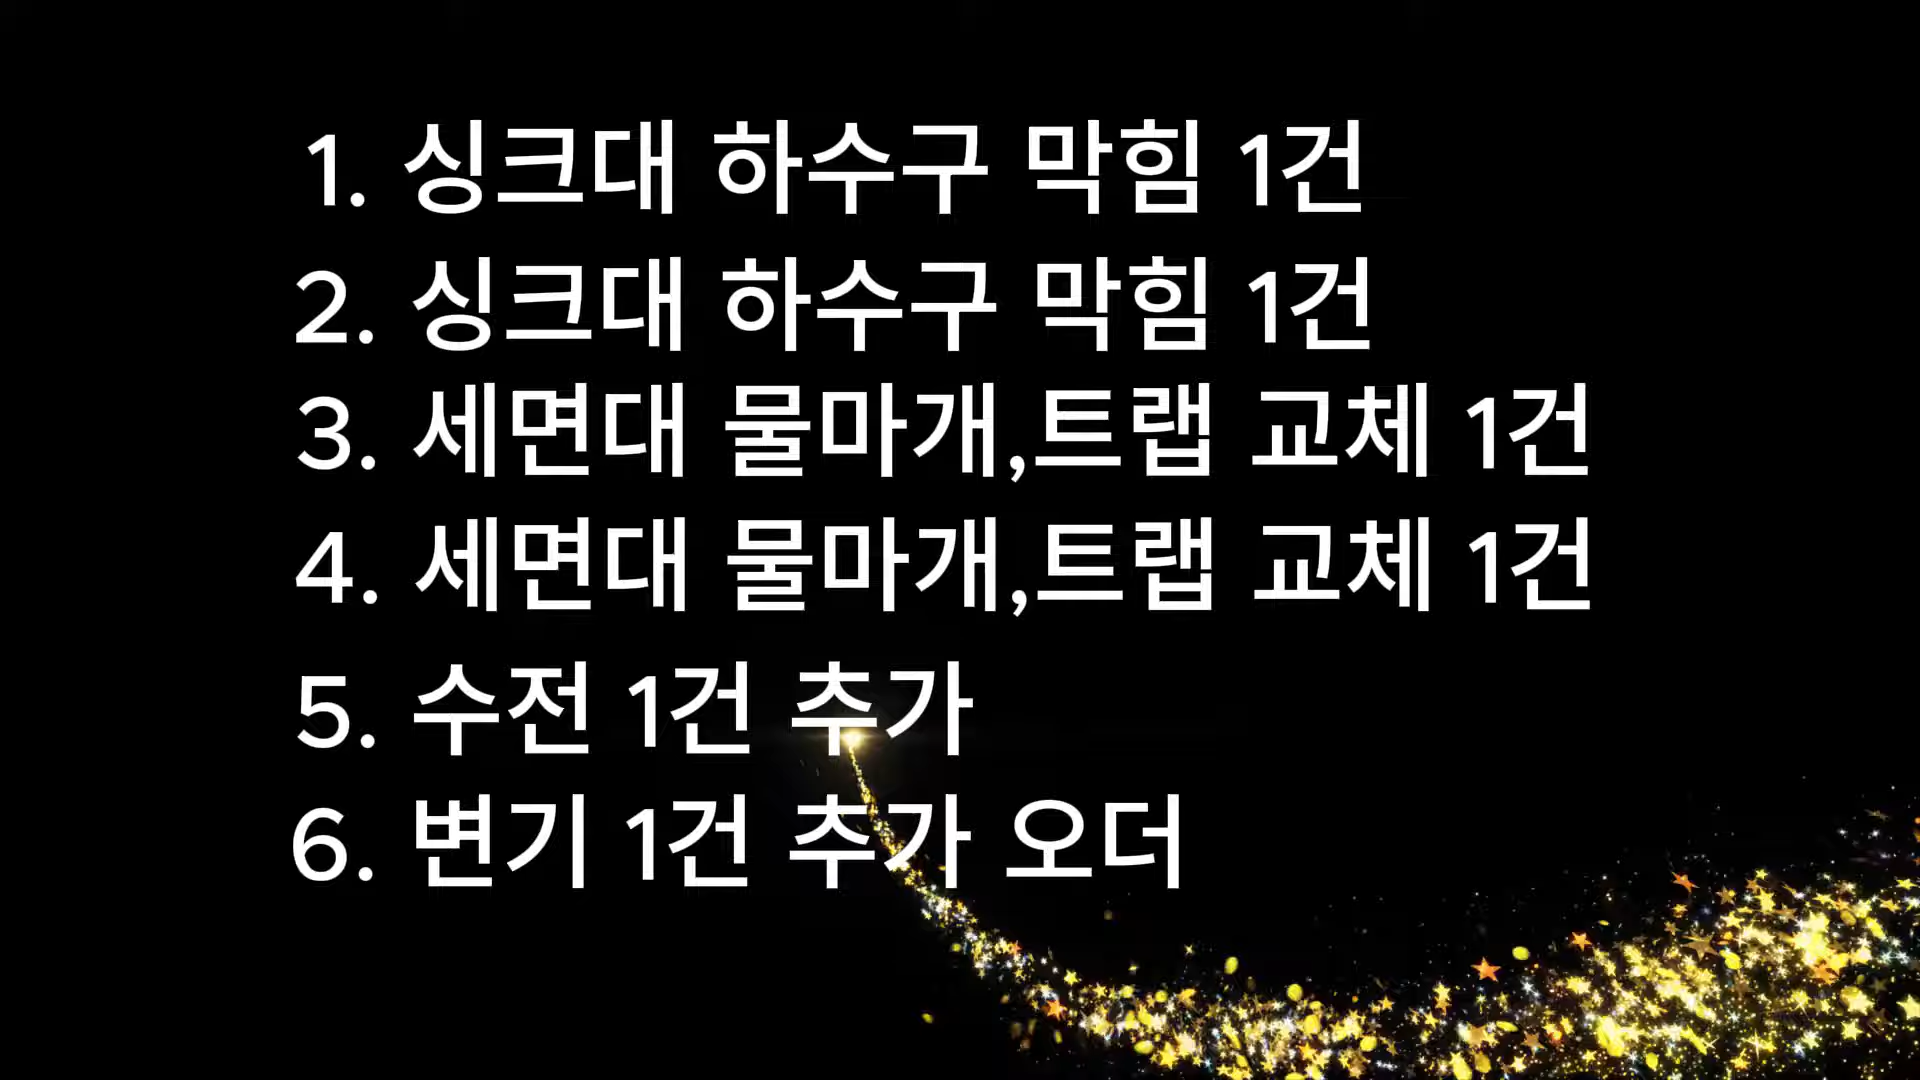 1. 싱크대 하수구 막힘 1건
2. 싱크대 하수구 막힘 1건
3. 세면대 물마개,트랩 교체 1건
4. 세면대 물마개,트랩 교체 1건
5. 수전 1건 추가
6. 변기 1건 추가 오더